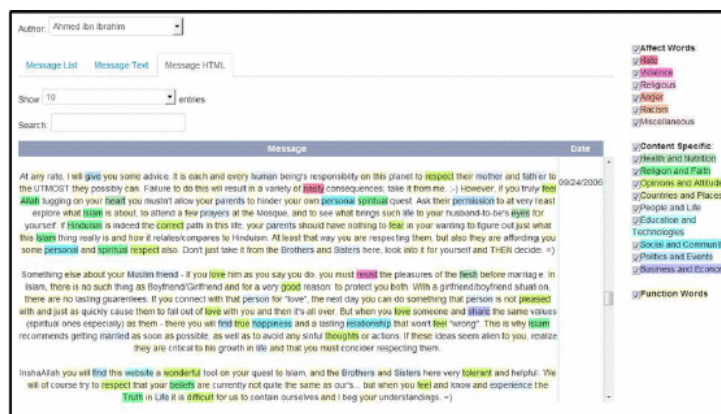 Author: Ahmed ibn Ibrahim
Message List Message Text Message HTML
Show 10 entries
Search:
Message Date
At any rate, I will give you some advice. It is each and every human being's responsibility on this planet to respect their mother and father to
the UTMOST they possibly can. Failure to do this will result in a variety of nasty consequences; take it from me. ;-) However, if you truly feel
09/24/2006
Allah tugging on your heart you mustn't allow your parents to hinder your own personal spiritual quest. Ask their permission to at very least
explore what Islam is about, to attend a few prayers at the Mosque, and to see what brings such life to your husband-to-be's eyes for
yourself. If Hinduism is indeed the correct path in this life, your parents should have nothing to fear in your wanting to figure out just what
this Islam thing really is and how it relates/compares to Hinduism. At least that way you are respecting them, but also they are affording you
some personal and spiritual respect also. Don't just take it from the Brothers and Sisters here, look into it for yourself and THEN decide. =)
Something else about your Muslim friend - if you love him as you say you do, you must resist the pleasures of the flesh before marriage. In
Islam, there is no such thing as Boyfriend/Girlfriend and for a very good reason: to protect you both. With a girlfriend/boyfriend situation,
there are no lasting guarentees. If you connect with that person for "love", the next day you can do something that person is not pleased
with and just as quickly cause them to fall out of love with you and then it's all over. But when you love someone and share the same values
(spiritual ones especially) as them - there you will find true happiness and a lasting relationship that won't feel "wrong". This is why Islam
recommends getting married as soon as possible, as well as to avoid any sinful thoughts or actions. If these ideas seem alien to you, realize
they are critical to his growth in life and that you must concider respecting them.
InshaAllah you will find this website a wonderful tool on your quest to Islam, and the Brothers and Sisters here very tolerant and helpful. We
will of course try to respect that your beliefs are currently not quite the same as our's... but when you feel and know and experience the
Truth in Life it is difficult for us to contain ourselves and I beg your understandings. =)
Affect Words:
Hate
Violence
Religious
Anger
Racism
Miscellaneous
Content Specific:
Health and Nutrition
Religion and Faith
Opinions and Attitude
Countries and Places
People and Life
Education and
Technologies
Social and Communit
Politics and Events
Business and Econom
Function Words